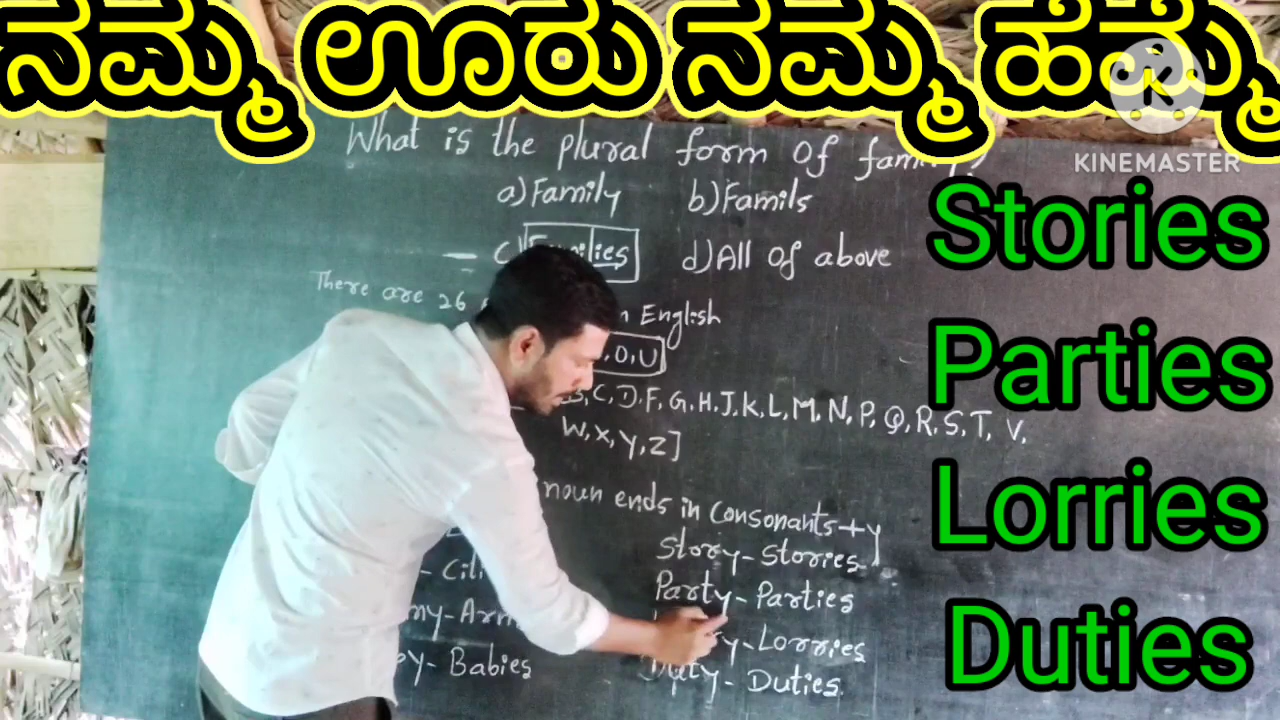 ನಮ್ಮ ಊರು ನಮ್ಮ ಹೆಮ್ಮೆ
KINEMASTER
What is the plural form of family?
a) Family b) Famils
c) Families d) All of above
There are 26 English
, O, U
B, C, D, F, G, H, J, K, L, M, N, P, Q, R, S, T, V,
W, X, Y, Z]
noun ends in Consonants + y
Story - Stories
Party - Parties
- Lorries
- Babies Duty - Duties.
Stories
Parties
Lorries
Duties